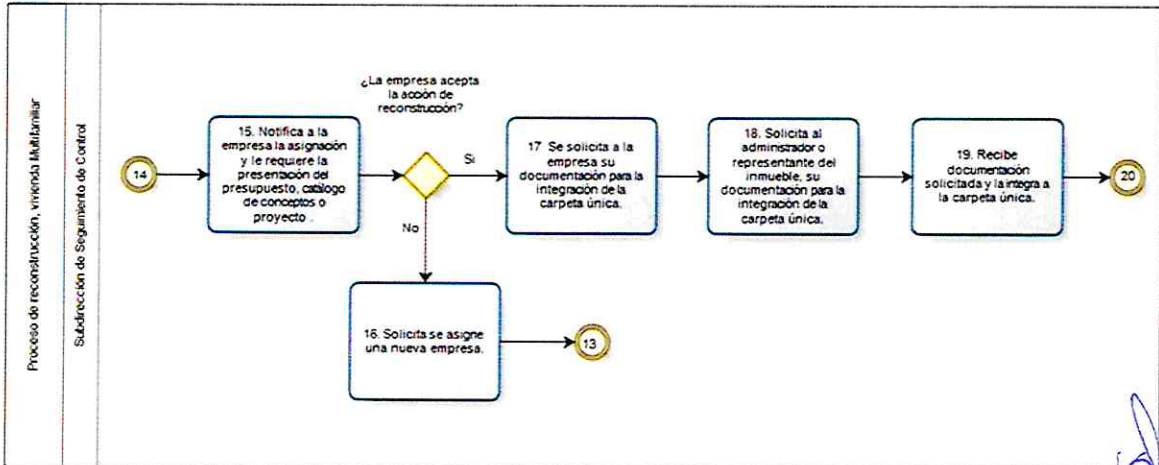 Proceso de reconstrucción, vivienda Multifamiliar
Subdirección de Seguimiento de Control
14
15. Notifica a la
empresa la asignación
y le requiere la
presentación del
presupuesto, catálogo
de conceptos o
proyecto .
¿La empresa acepta
la acción de
reconstrucción?
Si
No
16. Solicita se asigne
una nueva empresa.
13
17 Se solicita a la
empresa su
documentación para la
integración de la
carpeta única.
18. Solicita al
administrador o
representante del
inmueble, su
documentación para la
integración de la
carpeta única.
19. Recibe
documentación
solicitada y la integra a
la carpeta única.
20